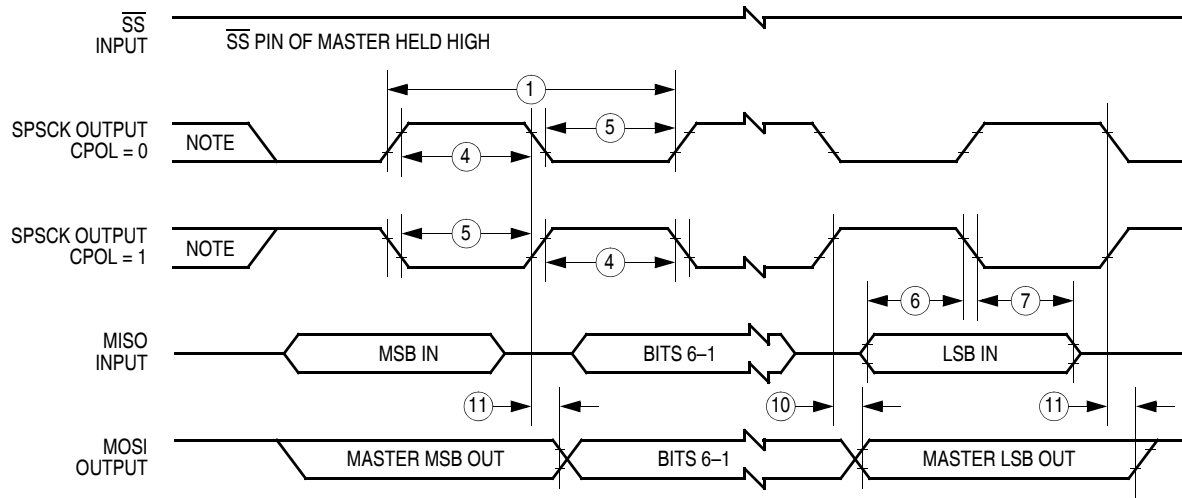 S̅S̅
INPUT
S̅S̅ PIN OF MASTER HELD HIGH
1
SPSCK OUTPUT
CPOL = 0
NOTE
5
4
SPSCK OUTPUT
CPOL = 1
NOTE
5
4
6
7
MISO
INPUT
MSB IN
BITS 6–1
LSB IN
11
10
11
MOSI
OUTPUT
MASTER MSB OUT
BITS 6–1
MASTER LSB OUT